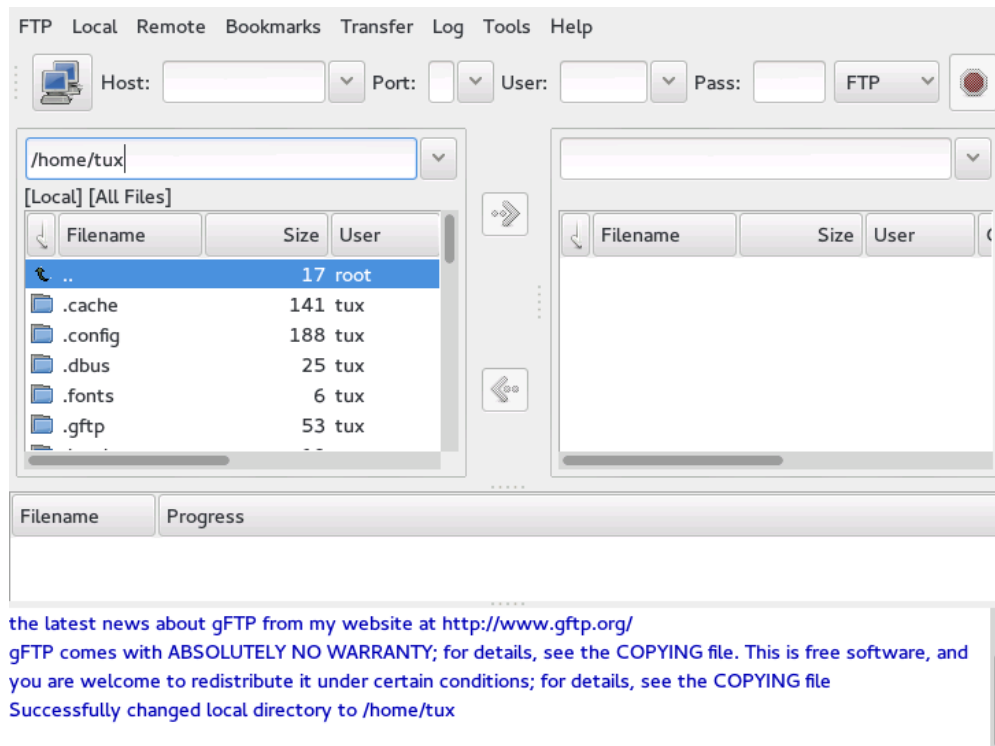 FTP Local Remote Bookmarks Transfer Log Tools Help
Host: Port: User: Pass: FTP
/home/tux
[Local] [All Files]
Filename Size User
.. 17 root
.cache 141 tux
.config 188 tux
.dbus 25 tux
.fonts 6 tux
.gftp 53 tux
Filename Size User
Filename Progress
the latest news about gFTP from my website at http://www.gftp.org/
gFTP comes with ABSOLUTELY NO WARRANTY; for details, see the COPYING file. This is free software, and
you are welcome to redistribute it under certain conditions; for details, see the COPYING file
Successfully changed local directory to /home/tux